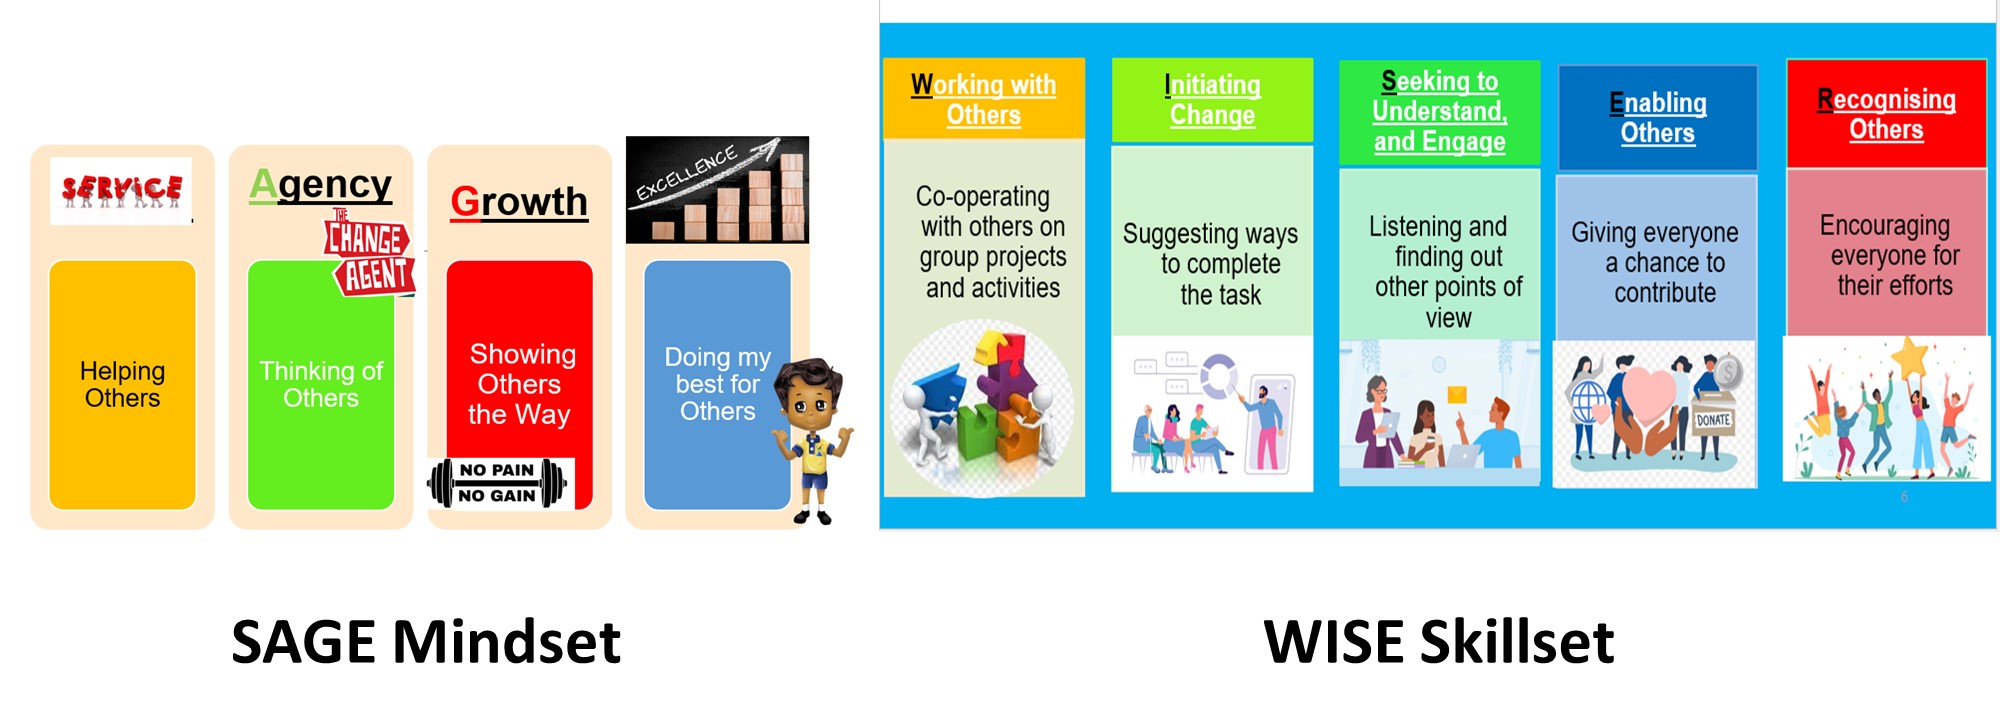 SERVICE
Helping
Others
Agency
THE
CHANGE
AGENT
Thinking of
Others
Growth
Showing
Others
the Way
NO PAIN
NO GAIN
EXCELLENCE
Doing my
best for
Others
SAGE Mindset
Working with
Others
Co-operating
with others on
group projects
and activities
Initiating
Change
Suggesting ways
to complete
the task
Seeking to
Understand,
and Engage
Listening and
finding out
other points of
view
Enabling
Others
Giving everyone
a chance to
contribute
$
DONATE
Recognising
Others
Encouraging
everyone for
their efforts
6
WISE Skillset